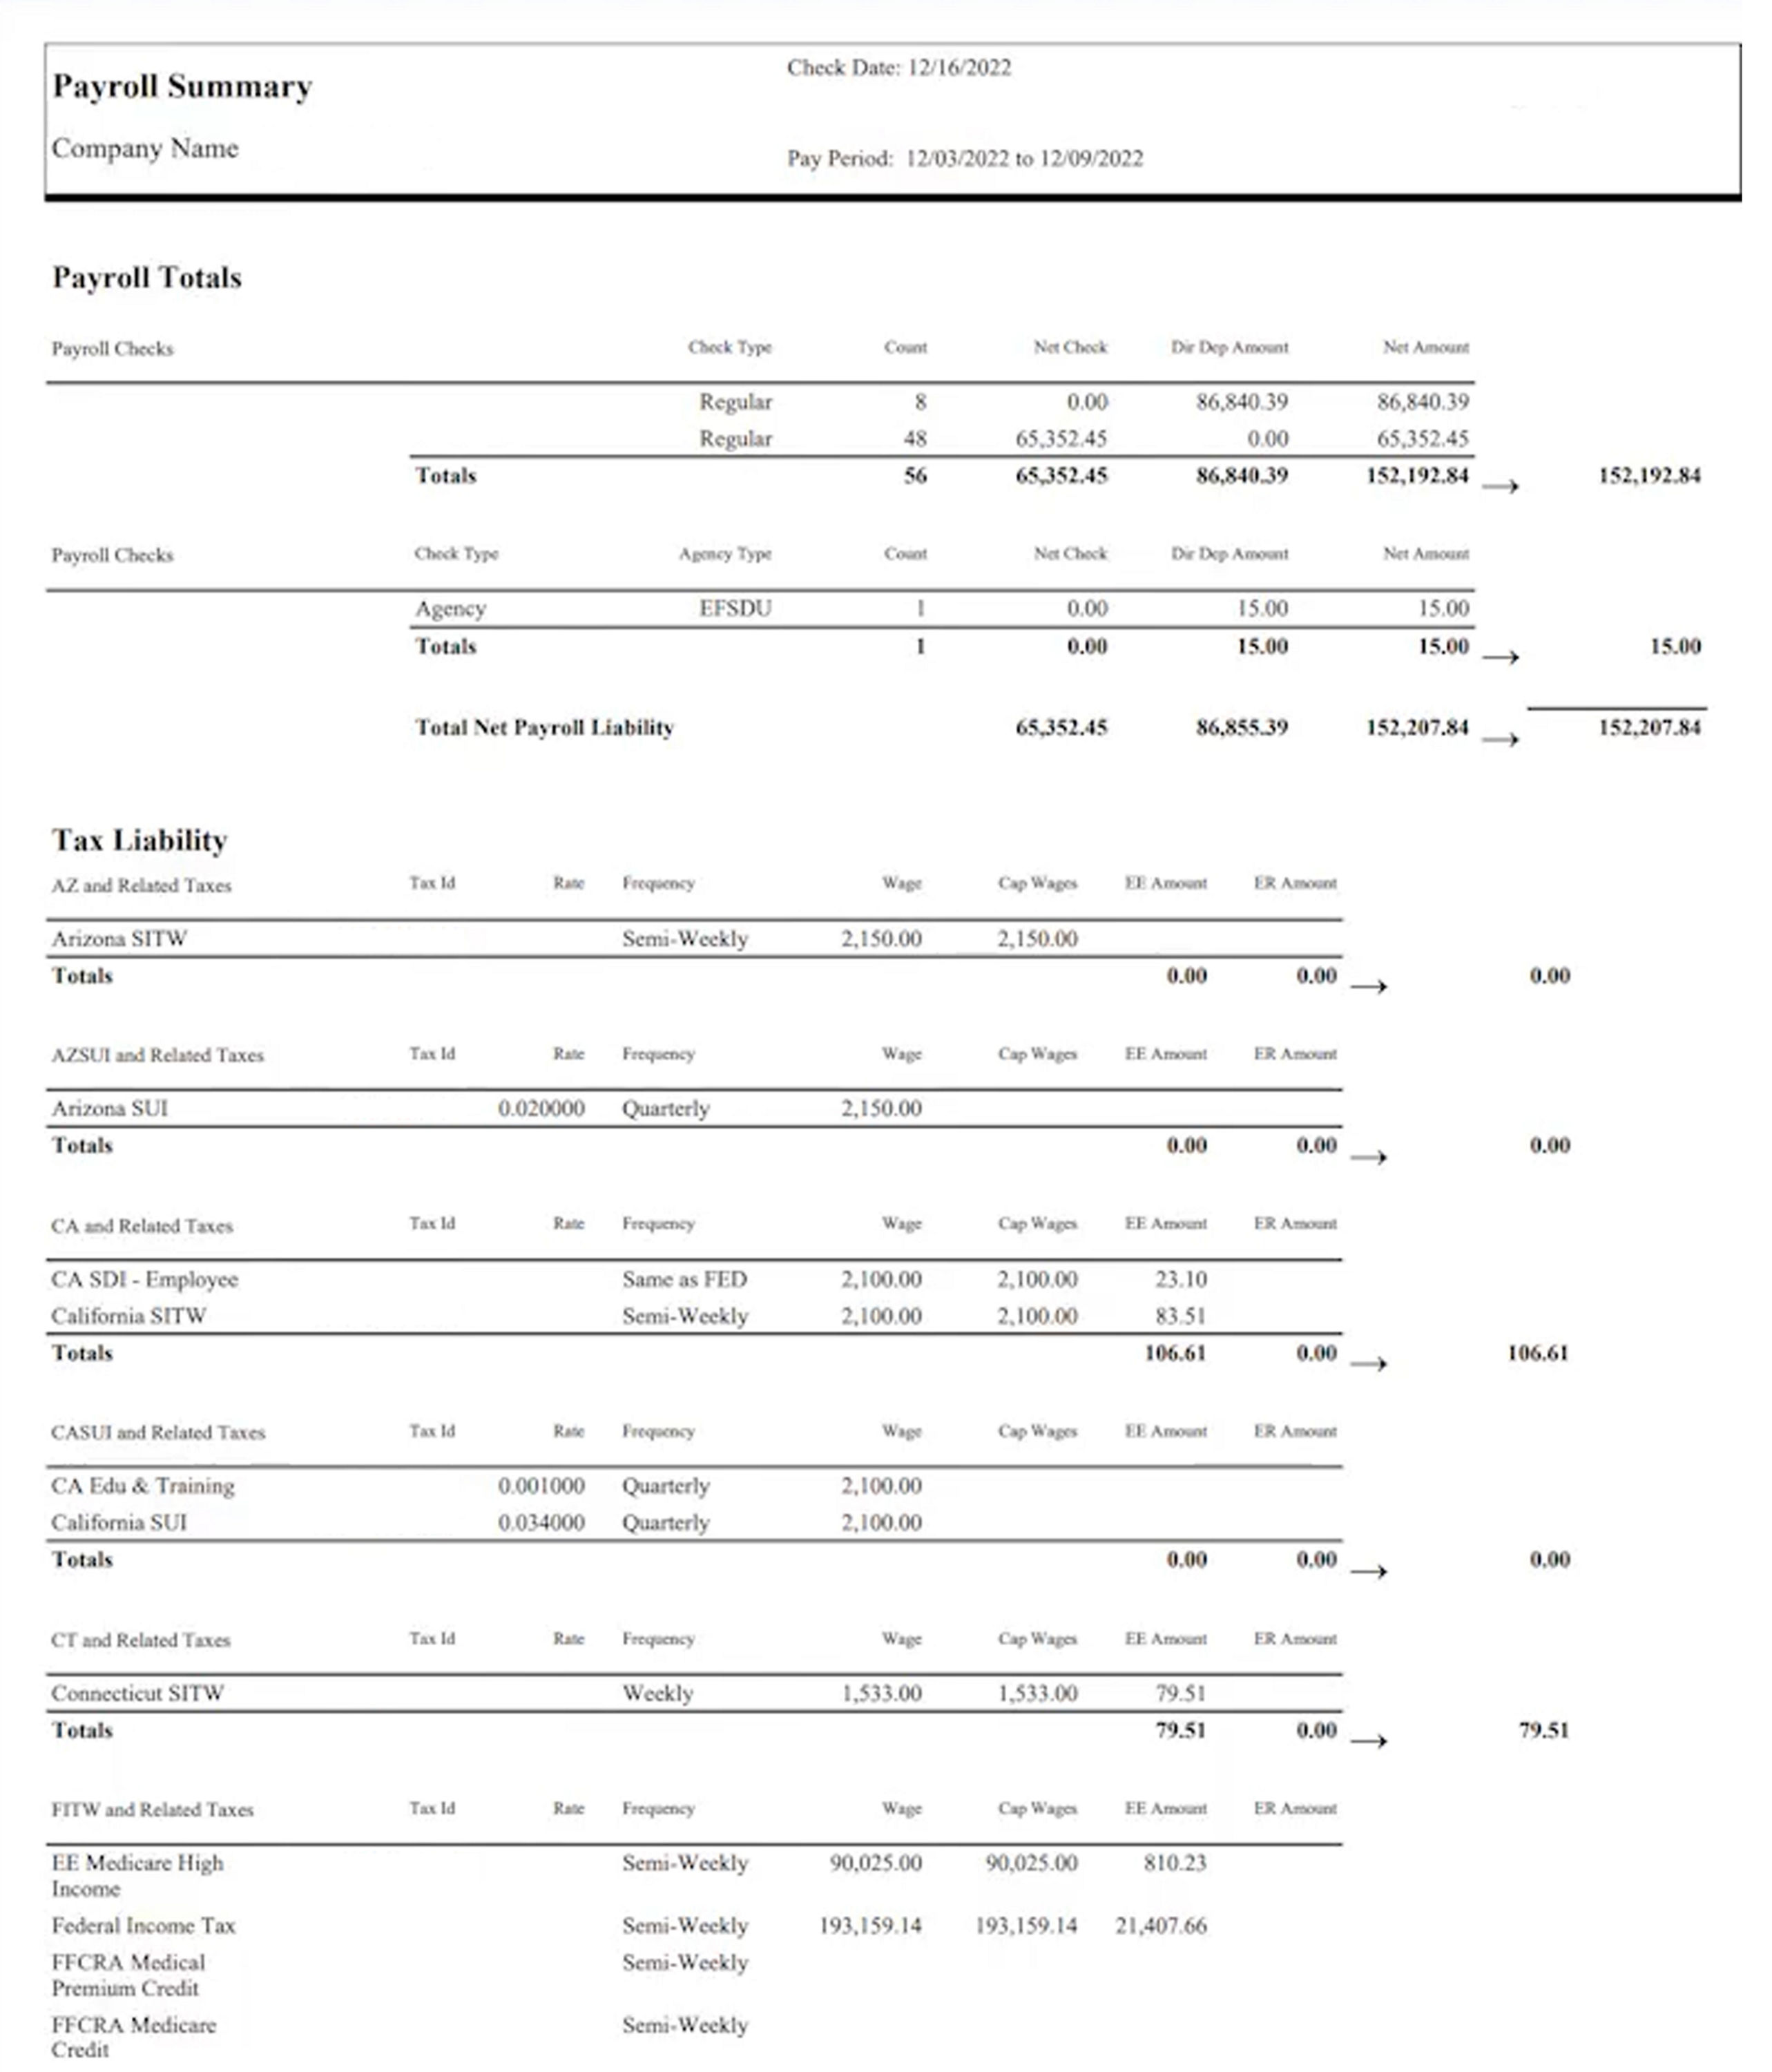 Payroll Summary
Check Date: 12/16/2022
Company Name
Pay Period: 12/03/2022 to 12/09/2022
Payroll Totals
Payroll Checks Check Type Count Net Check Dir Dep Amount Net Amount
Regular 8 0.00 86,840.39 86,840.39
Regular 48 65,352.45 0.00 65,352.45
Totals 56 65,352.45 86,840.39 152,192.84 → 152,192.84
Payroll Checks Check Type Agency Type Count Net Check Dir Dep Amount Net Amount
Agency EFSDU 1 0.00 15.00 15.00
Totals 1 0.00 15.00 15.00 → 15.00
Total Net Payroll Liability 65,352.45 86,855.39 152,207.84 → 152,207.84
Tax Liability
AZ and Related Taxes Tax Id Rate Frequency Wage Cap Wages EE Amount ER Amount
Arizona SITW Semi-Weekly 2,150.00 2,150.00
Totals 0.00 0.00 → 0.00
AZSUI and Related Taxes Tax Id Rate Frequency Wage Cap Wages EE Amount ER Amount
Arizona SUI 0.020000 Quarterly 2,150.00
Totals 0.00 0.00 → 0.00
CA and Related Taxes Tax Id Rate Frequency Wage Cap Wages EE Amount ER Amount
CA SDI - Employee Same as FED 2,100.00 2,100.00 23.10
California SITW Semi-Weekly 2,100.00 2,100.00 83.51
Totals 106.61 0.00 → 106.61
CASUI and Related Taxes Tax Id Rate Frequency Wage Cap Wages EE Amount ER Amount
CA Edu & Training 0.001000 Quarterly 2,100.00
California SUI 0.034000 Quarterly 2,100.00
Totals 0.00 0.00 → 0.00
CT and Related Taxes Tax Id Rate Frequency Wage Cap Wages EE Amount ER Amount
Connecticut SITW Weekly 1,533.00 1,533.00 79.51
Totals 79.51 0.00 → 79.51
FITW and Related Taxes Tax Id Rate Frequency Wage Cap Wages EE Amount ER Amount
EE Medicare High Semi-Weekly 90,025.00 90,025.00 810.23
Income
Federal Income Tax Semi-Weekly 193,159.14 193,159.14 21,407.66
FFCRA Medical Semi-Weekly
Premium Credit
FFCRA Medicare Semi-Weekly
Credit